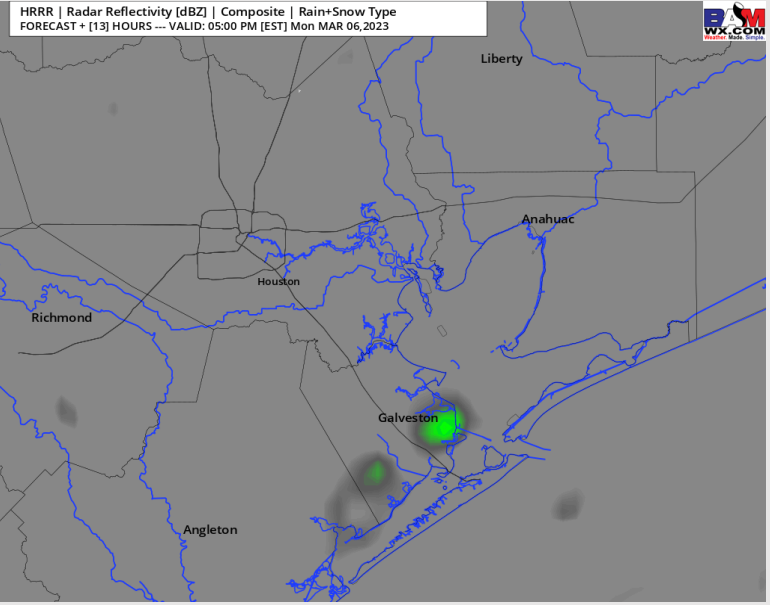 HRRR | Radar Reflectivity [dBZ] | Composite | Rain+Snow Type
FORECAST + [13] HOURS --- VALID: 05:00 PM [EST] Mon MAR 06,2023
BAM
WX.COM
Weather. Made. Simple.
Liberty
Anahuac
Houston
Richmond
Galveston
Angleton